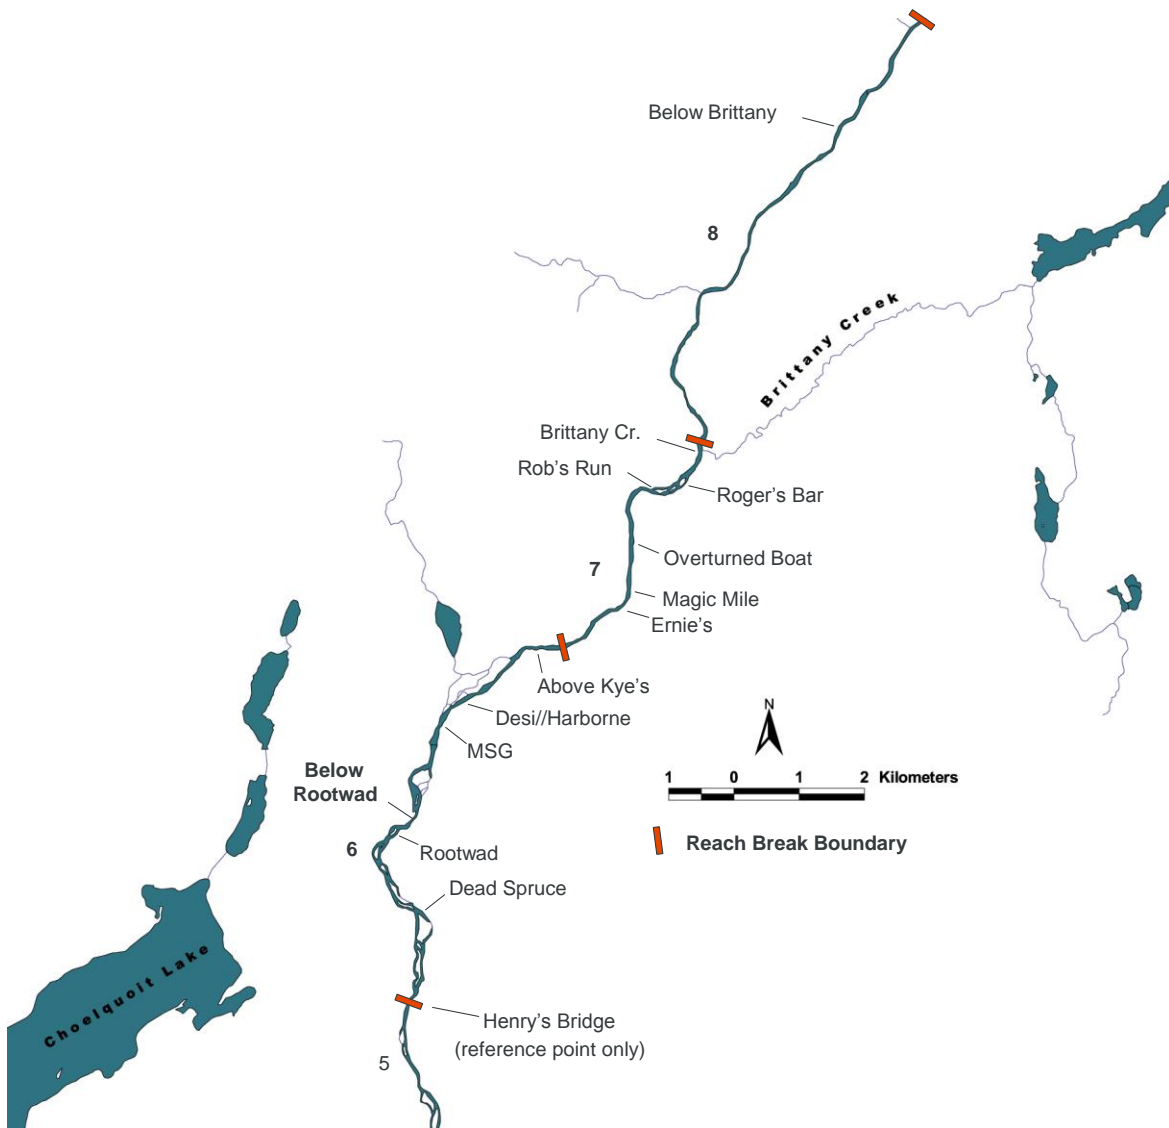 Below Brittany
8
Brittany Creek
Brittany Cr.
Rob's Run
Roger's Bar
Overturned Boat
7
Magic Mile
Ernie's
Above Kye's
Desi//Harborne
MSG
N
1 0 1 2 Kilometers
Below
Rootwad
Reach Break Boundary
6
Rootwad
Dead Spruce
Choelquoit Lake
Henry's Bridge
(reference point only)
5